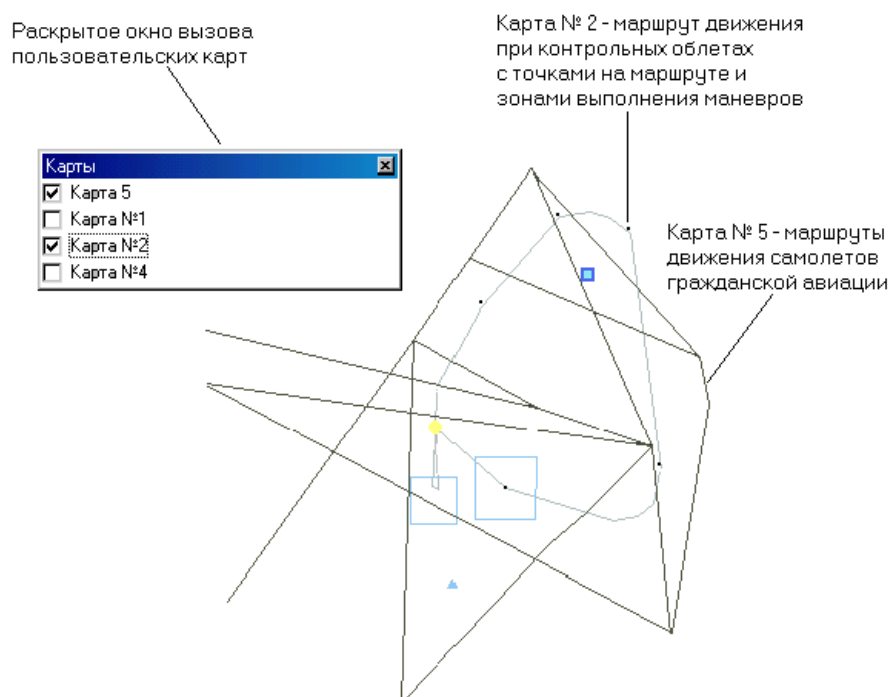 Раскрытое окно вызова
пользовательских карт
Карта № 2 - маршрут движения
при контрольных облетах
с точками на маршруте и
зонами выполнения маневров
Карты
Карта 5
Карта №1
Карта №2
Карта №4
Карта № 5 - маршруты
движения самолетов
гражданской авиации